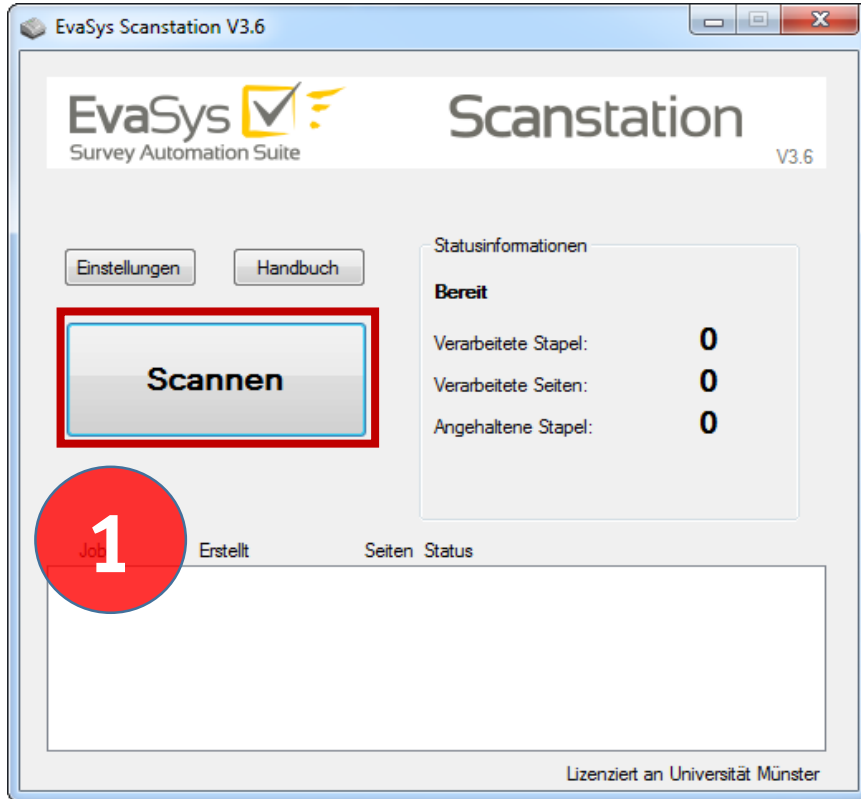 EvaSys Scanstation V3.6
EvaSys
Survey Automation Suite
Scanstation
V3.6
Einstellungen
Handbuch
Scannen
Statusinformationen
Bereit
Verarbeitete Stapel: 0
Verarbeitete Seiten: 0
Angehaltene Stapel: 0
1
Job Erstellt Seiten Status
Lizenziert an Universität Münster